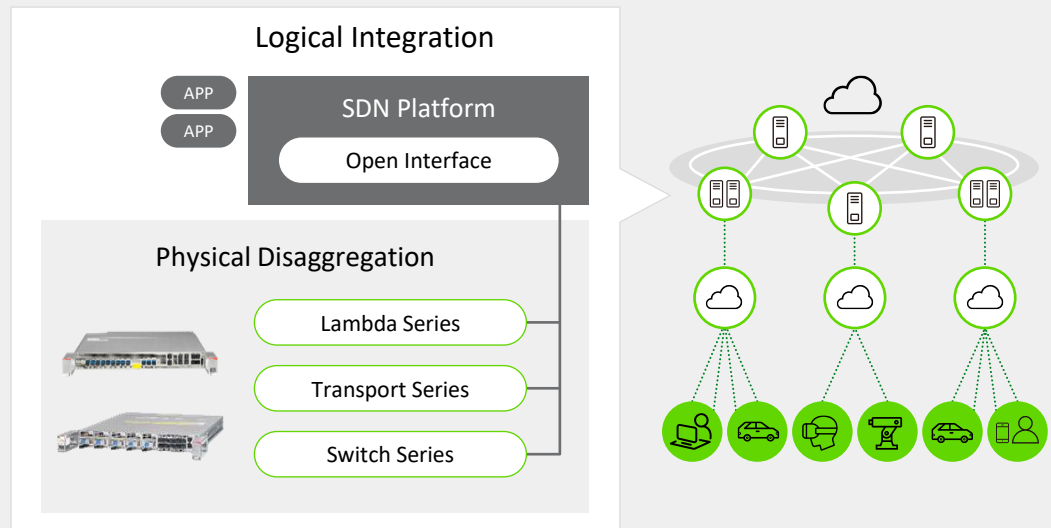 Logical Integration
APP
APP
SDN Platform
Open Interface
Physical Disaggregation
Lambda Series
Transport Series
Switch Series